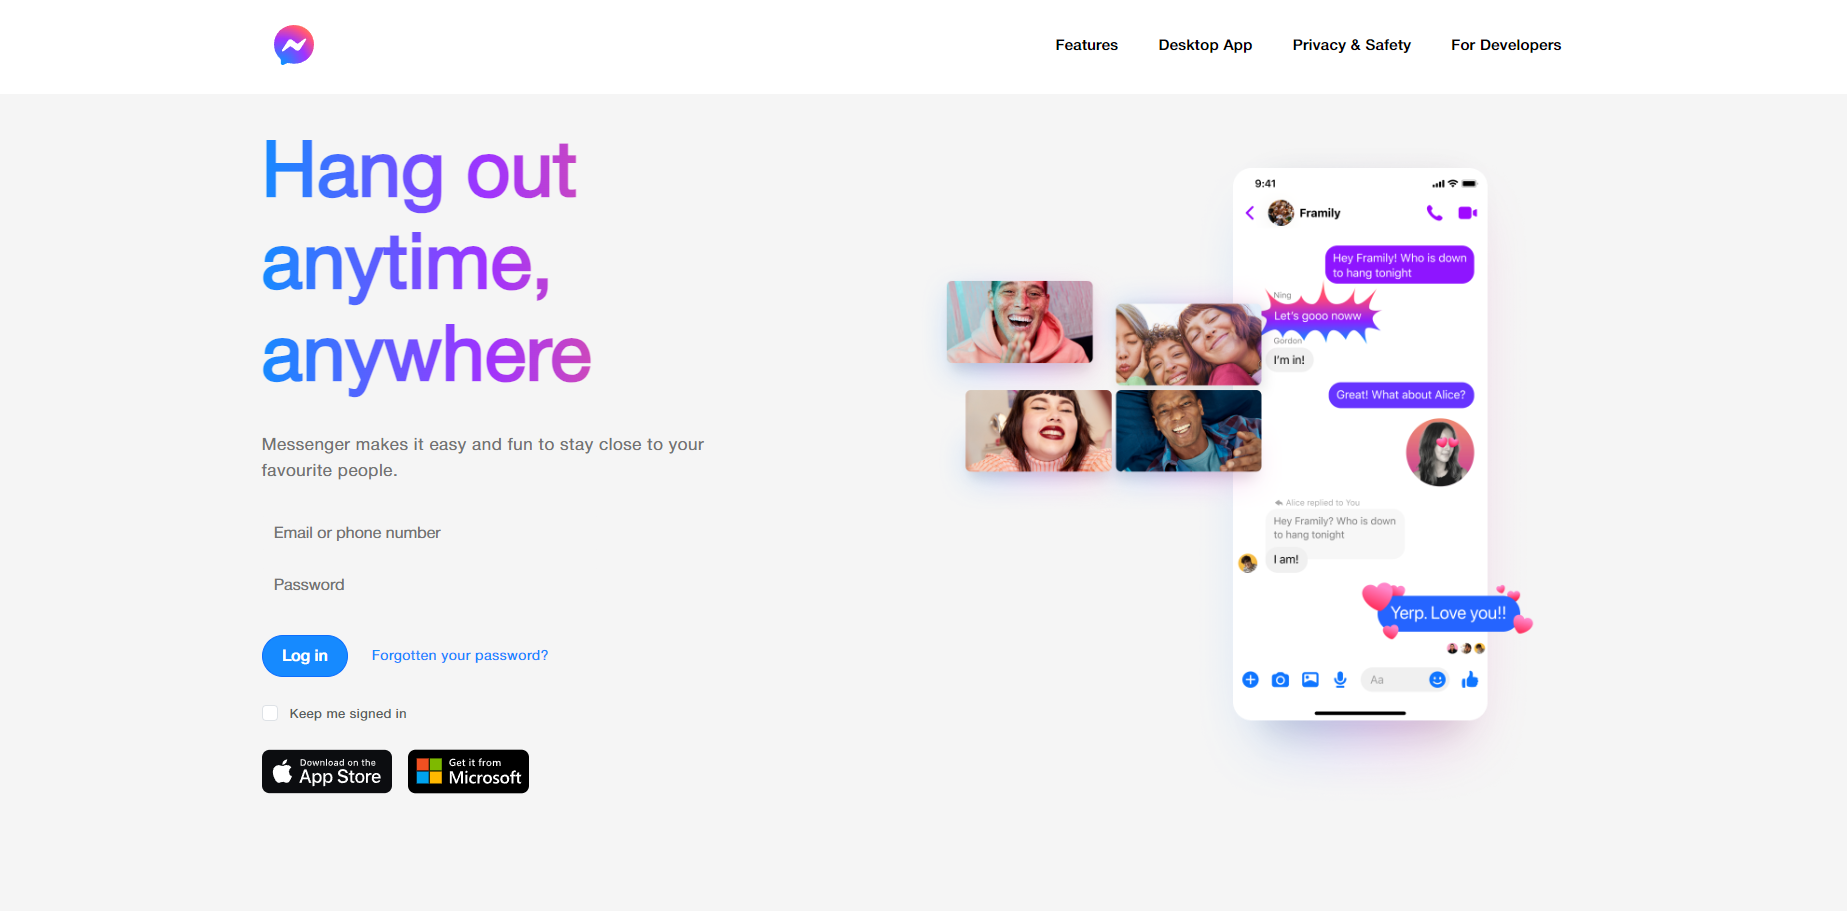 Features
Desktop App
Privacy & Safety
For Developers
Hang out
anytime,
anywhere
Messenger makes it easy and fun to stay close to your
favourite people.
Email or phone number
Password
Log in
Forgotten your password?
Keep me signed in
Download on the
App Store
Get it from
Microsoft
9:41
Framily
Hey Framily! Who is down
to hang tonight
Ning
Let's gooo noww
Gordon
I'm in!
Great! What about Alice?
Alice replied to You
Hey Framily? Who is down
to hang tonight
I am!
Yerp. Love you!!
Aa